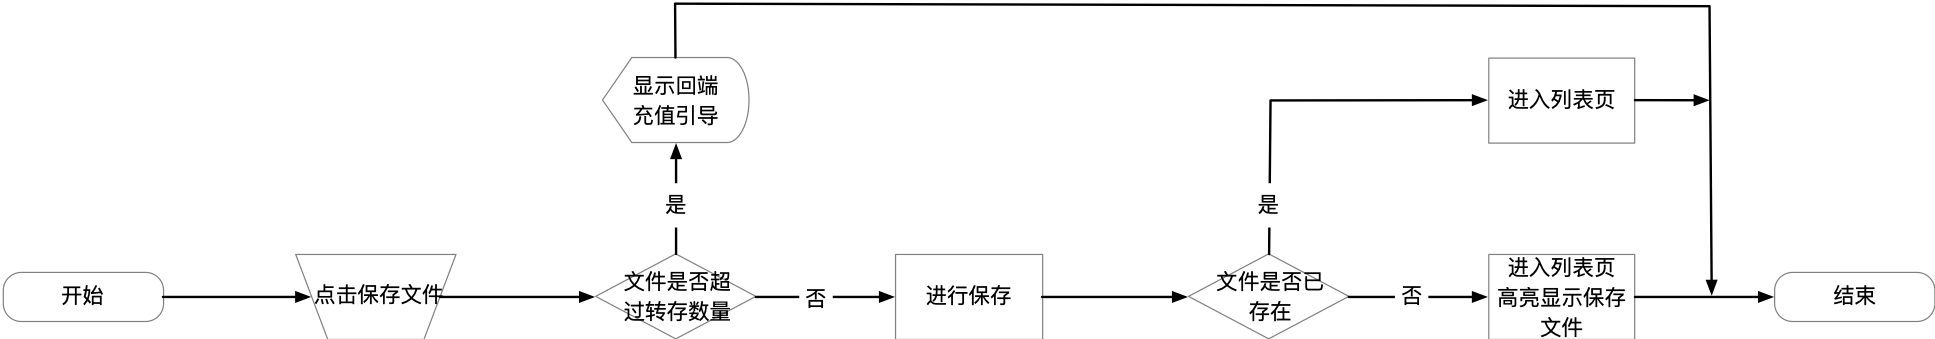 开始
点击保存文件
文件是否超
过转存数量
是
显示回端
充值引导
否
进行保存
文件是否已
存在
是
进入列表页
否
进入列表页
高亮显示保存
文件
结束